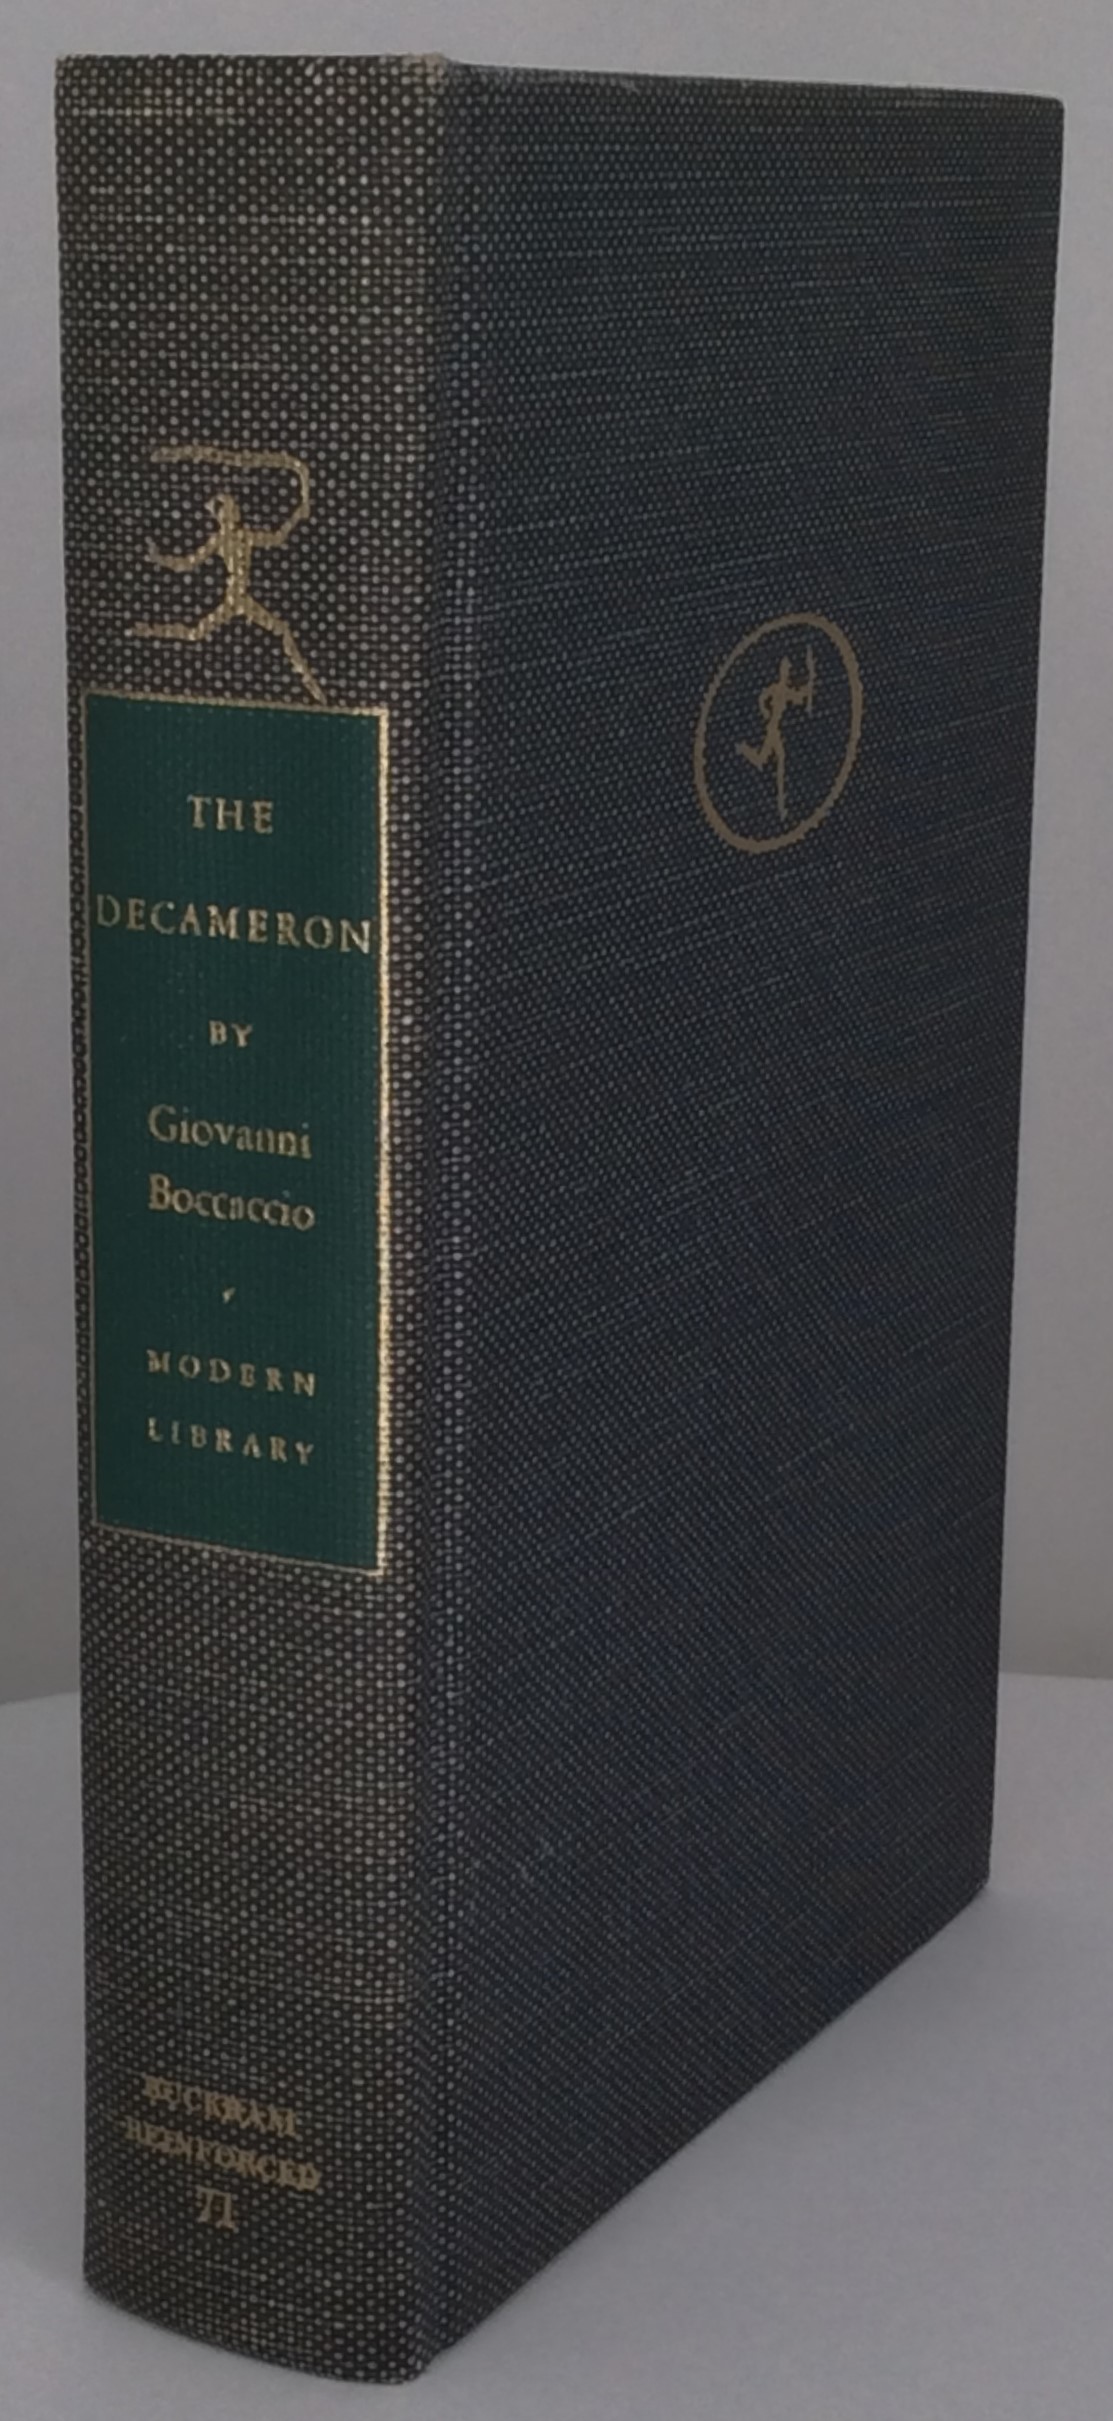 THE
DECAMERON
BY
Giovanni
Boccaccio
MODERN
LIBRARY
BUCKRAM
REINFORCED
71